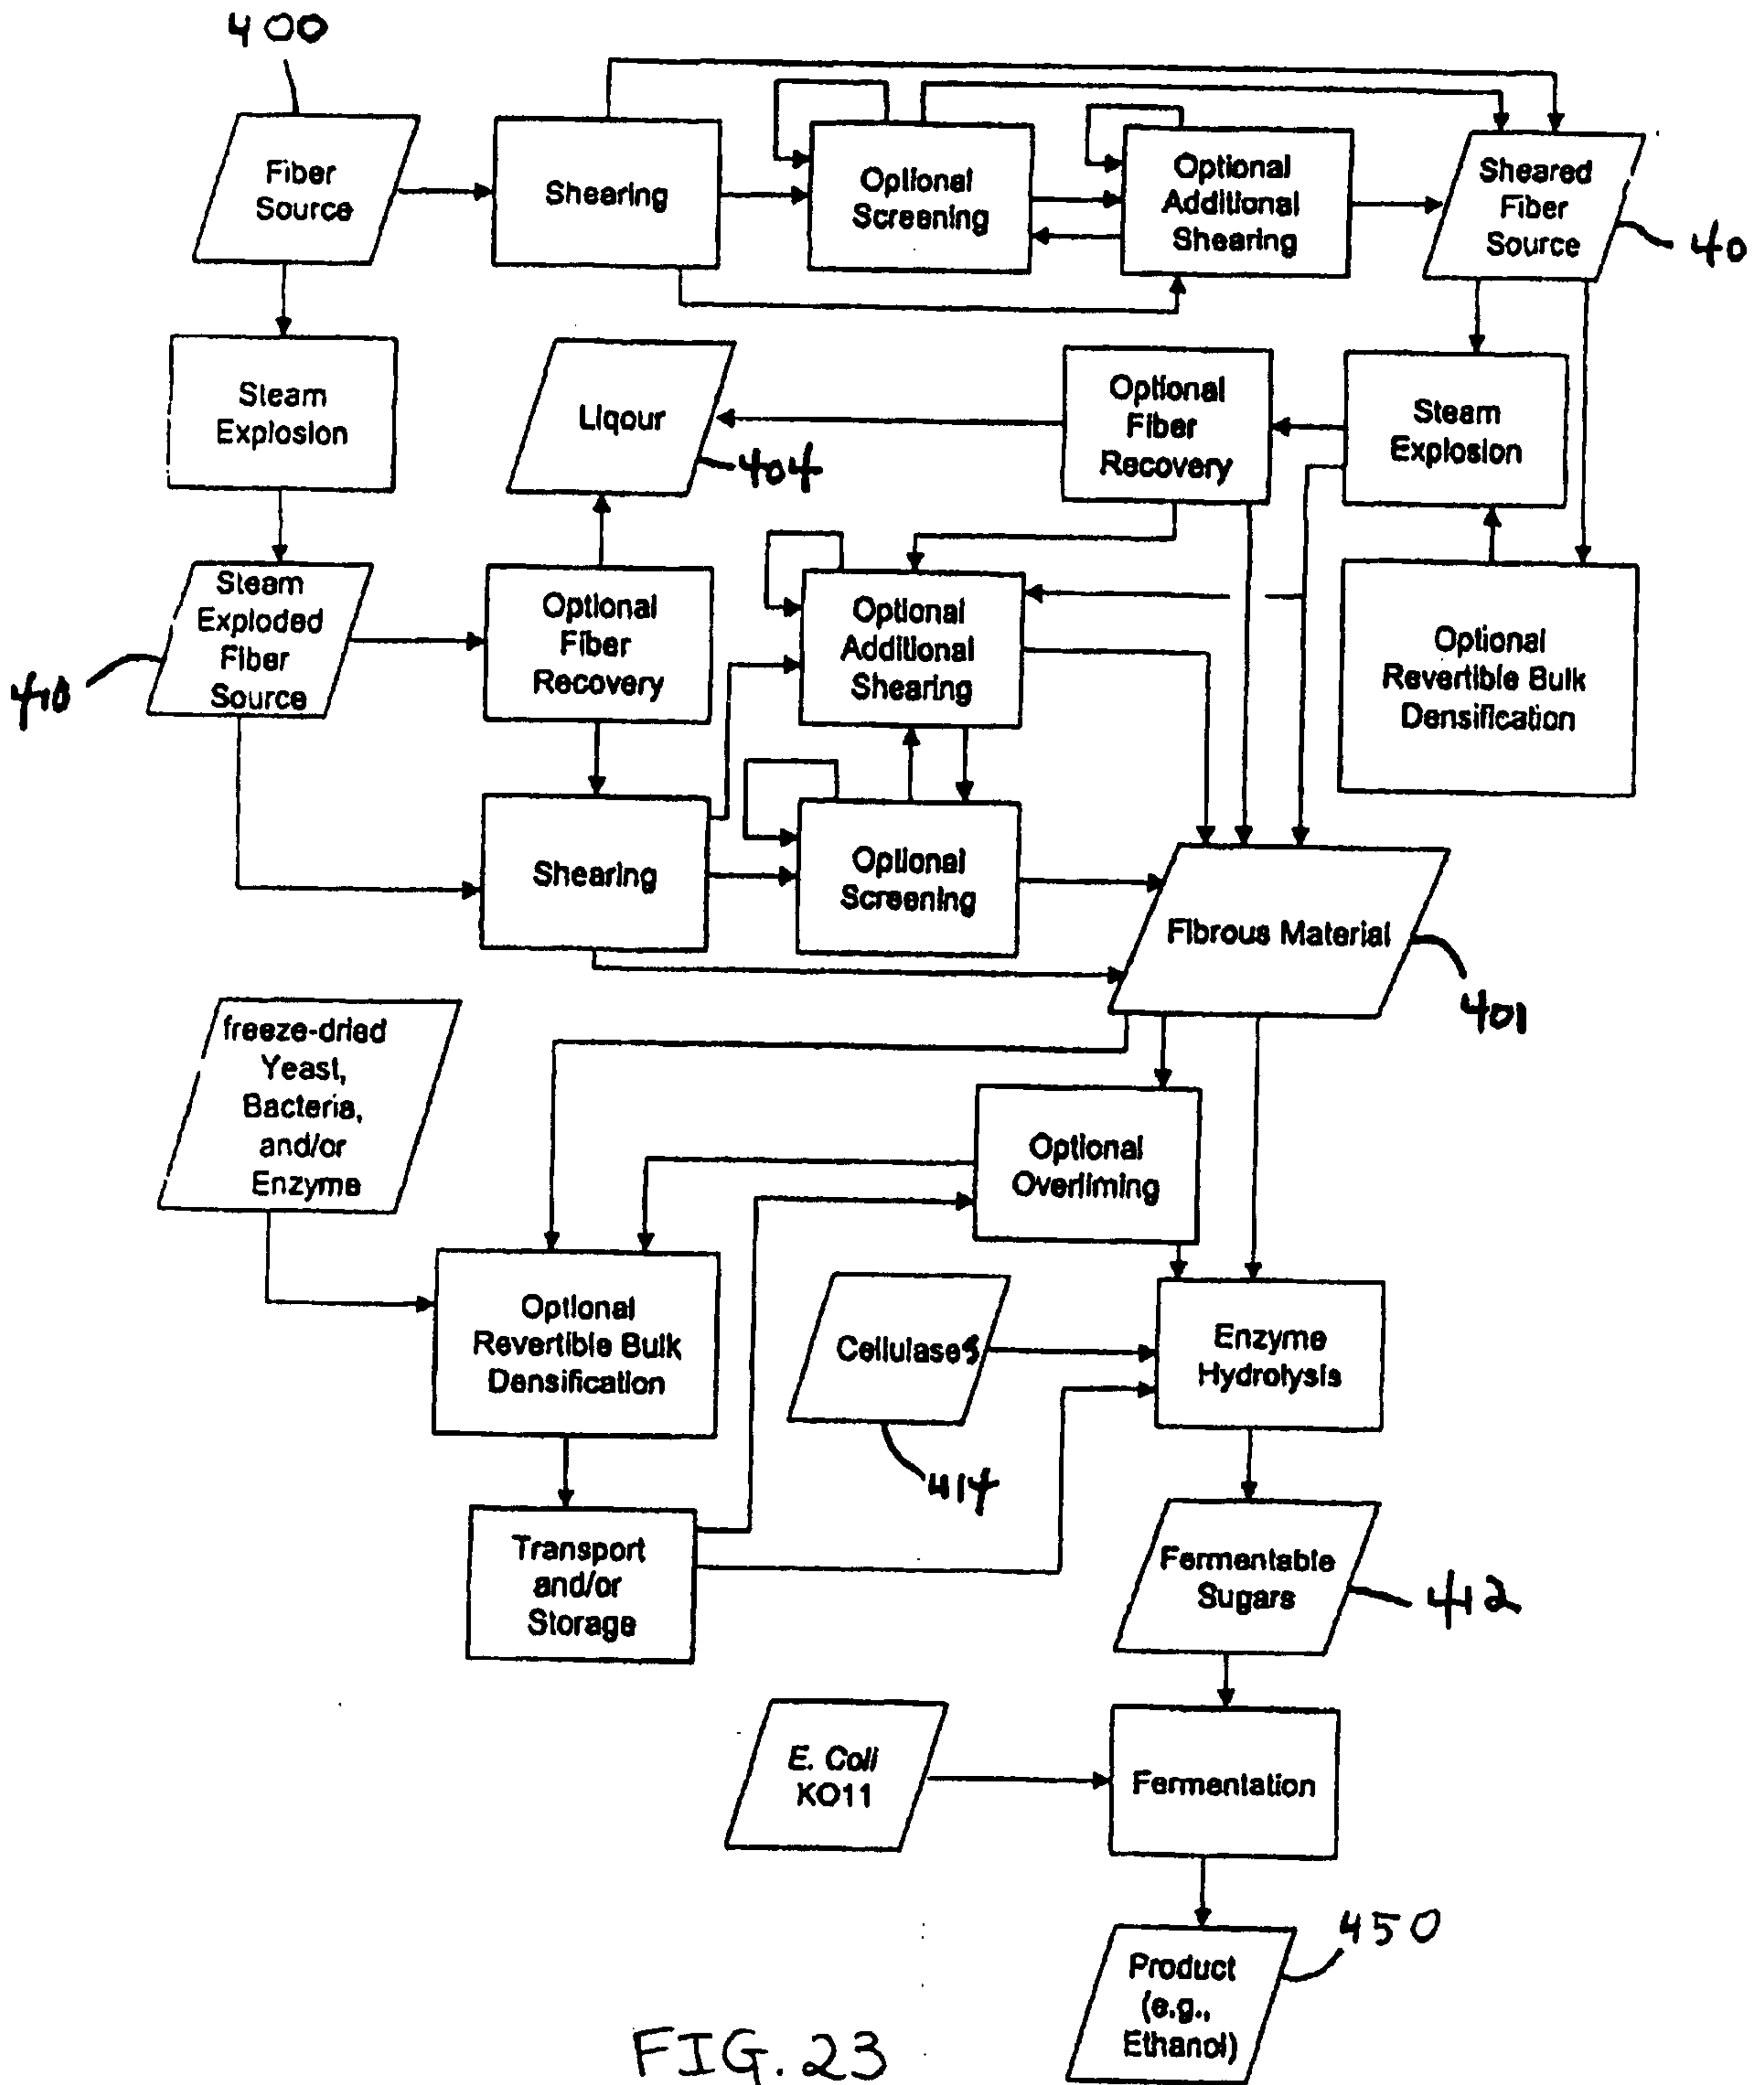 400
Fiber
Source
Shearing
Optional
Screening
Optional
Additional
Shearing
Sheared
Fiber
Source
40
Steam
Explosion
Liqour
404
Optional
Fiber
Recovery
Steam
Explosion
Steam
Exploded
Fiber
Source
410
Optional
Fiber
Recovery
Optional
Additional
Shearing
Optional
Revertible Bulk
Densification
Shearing
Optional
Screening
Fibrous Material
401
freeze-dried
Yeast,
Bacteria,
and/or
Enzyme
Optional
Overliming
Optional
Revertible Bulk
Densification
Cellulases
414
Enzyme
Hydrolysis
Transport
and/or
Storage
Fermentable
Sugars
412
E. Coli
KO11
Fermentation
Product
(e.g.,
Ethanol)
450
FIG. 23